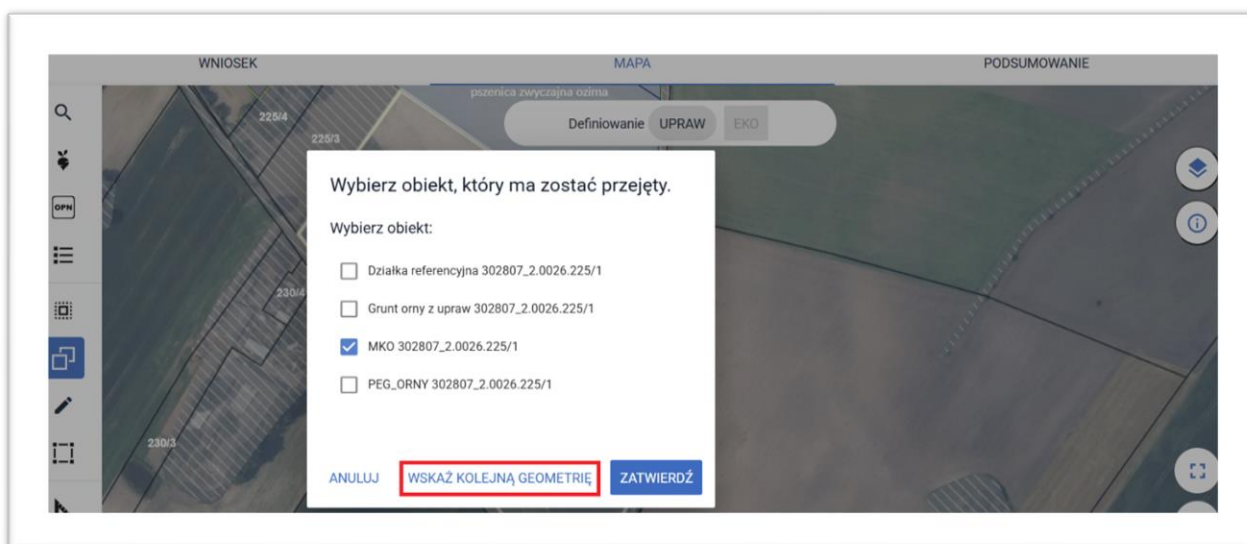 WNIOSEK MAPA PODSUMOWANIE
pszenica zwyczajna ozima
225/4
Definiowanie UPRAW EKO
225/3
Wybierz obiekt, który ma zostać przejęty.
Wybierz obiekt:
OPN
Działka referencyjna 302807_2.0026.225/1
230/4
Grunt orny z upraw 302807_2.0026.225/1
MKO 302807_2.0026.225/1
PEG_ORNY 302807_2.0026.225/1
230/3
ANULUJ WSKAŻ KOLEJNĄ GEOMETRIĘ ZATWIERDŹ